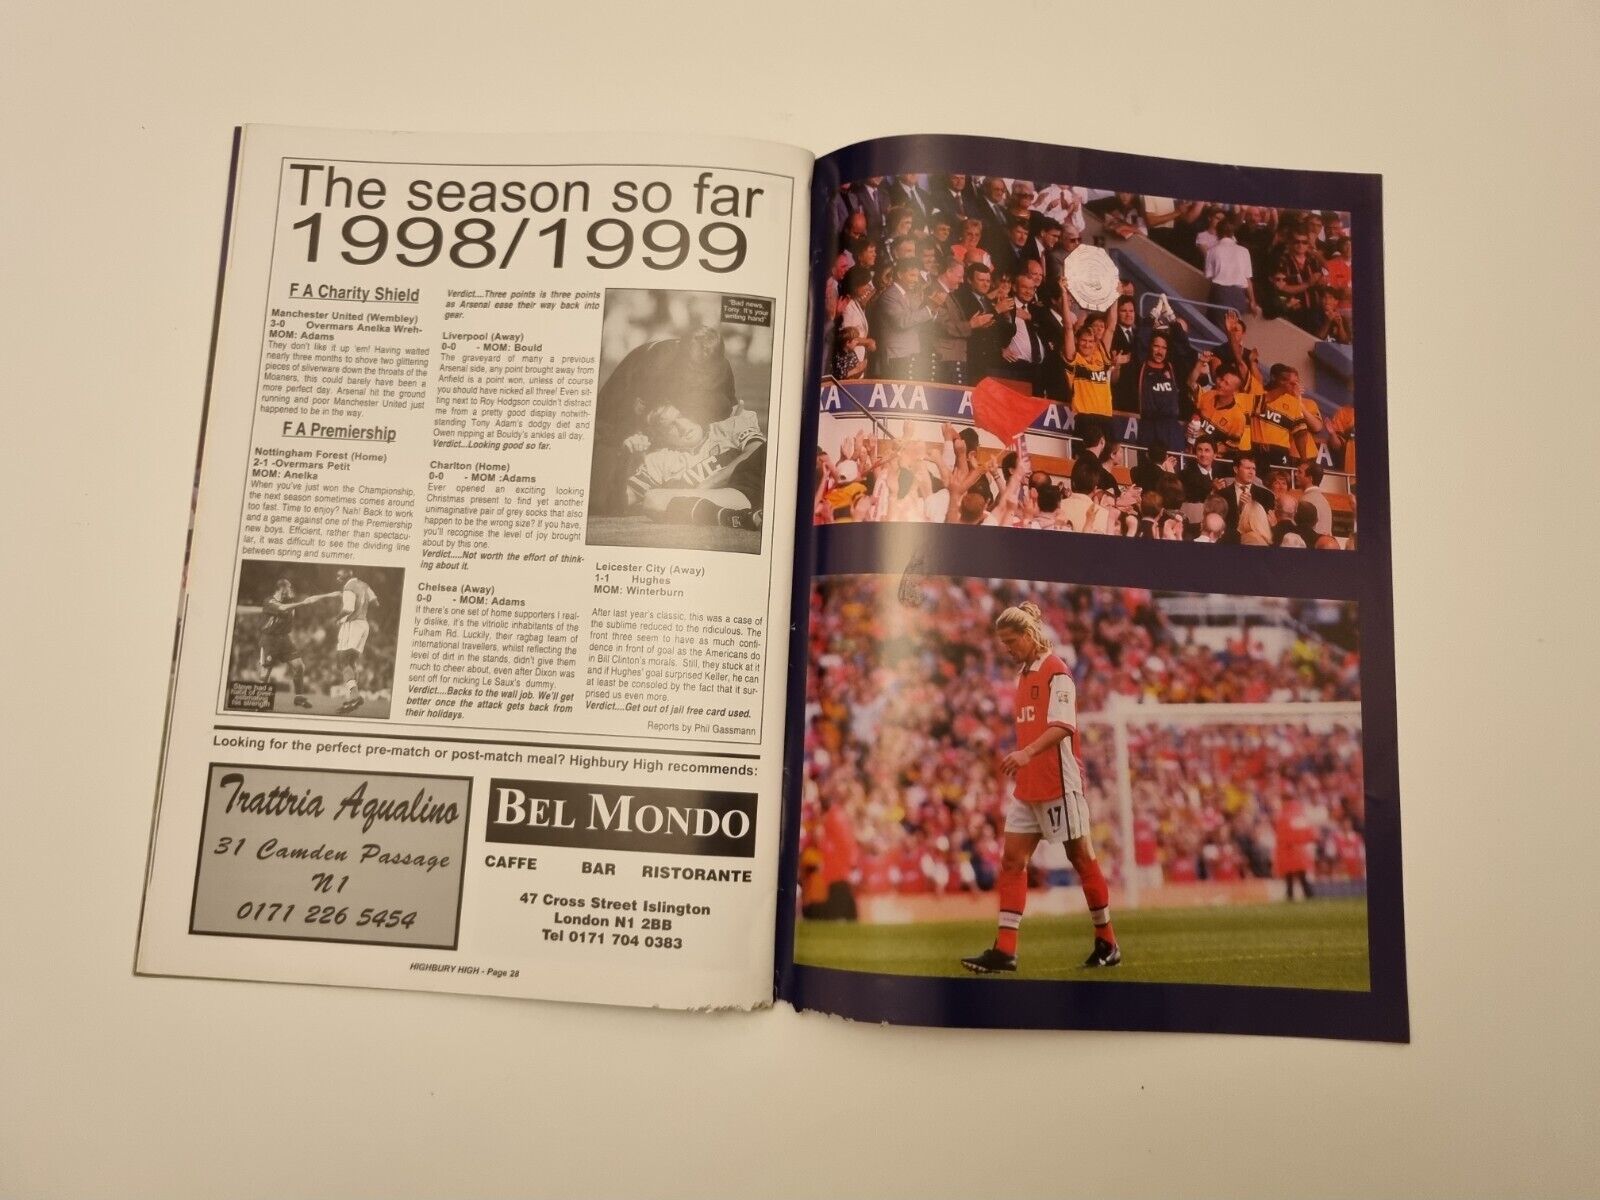 The season so far
1998/1999
F A Charity Shield
Manchester United (Wembley)
3-0 Overmars Anelka Wreh-
MOM: Adams
They don't like it up 'em! Having waited
nearly three months to shove two glittering
pieces of silverware down the throats of the
Moaners, this could barely have been a
more perfect day. Arsenal hit the ground
running and poor Manchester United just
happened to be in the way.
F A Premiership
Nottingham Forest (Home)
2-1 -Overmars Petit
MOM: Anelka
When you've just won the Championship,
the next season sometimes comes around
too fast. Time to enjoy? Nah! Back to work
and a game against one of the Premiership
new boys. Efficient, rather than spectacu-
lar, it was difficult to see the dividing line
between spring and summer.
Steve had a
habit of over-
estimating
his strength
Verdict....Three points is three points
as Arsenal ease their way back into
gear.
Liverpool (Away)
0-0 - MOM: Bould
The graveyard of many a previous
Arsenal side, any point brought away from
Anfield is a point won, unless of course
you should have nicked all three! Even sit-
ting next to Roy Hodgson couldn't distract
me from a pretty good display notwith-
standing Tony Adam's dodgy diet and
Owen nipping at Bouldy's ankles all day.
Verdict...Looking good so far.
Charlton (Home)
0-0 - MOM :Adams
Ever opened an exciting looking
Christmas present to find yet another
unimaginative pair of grey socks that also
happen to be the wrong size? If you have,
you'll recognise the level of joy brought
about by this one.
Verdict.....Not worth the effort of think-
ing about it.
Chelsea (Away)
0-0 - MOM: Adams
If there's one set of home supporters I real-
ly dislike, it's the vitriolic inhabitants of the
Fulham Rd. Luckily, their ragbag team of
international travellers, whilst reflecting the
level of dirt in the stands, didn't give them
much to cheer about, even after Dixon was
sent off for nicking Le Saux's dummy.
Verdict....Backs to the wall job. We'll get
better once the attack gets back from
their holidays.
"Bad news,
Tony. It's your
writing hand"
JVC
Leicester City (Away)
1-1 Hughes
MOM: Winterburn
After last year's classic, this was a case of
the sublime reduced to the ridiculous. The
front three seem to have as much confi-
dence in front of goal as the Americans do
in Bill Clinton's morals. Still, they stuck at it
and if Hughes' goal surprised Keller, he can
at least be consoled by the fact that it sur-
prised us even more.
Verdict....Get out of jail free card used.
Reports by Phil Gassmann
Looking for the perfect pre-match or post-match meal? Highbury High recommends:
Trattria Aqualino
31 Camden Passage
N1
0171 226 5454
BEL MONDO
CAFFE BAR RISTORANTE
47 Cross Street Islington
London N1 2BB
Tel 0171 704 0383
HIGHBURY HIGH - Page 28
AXA
AXA
JVC
JVC
JVC
JVC
17